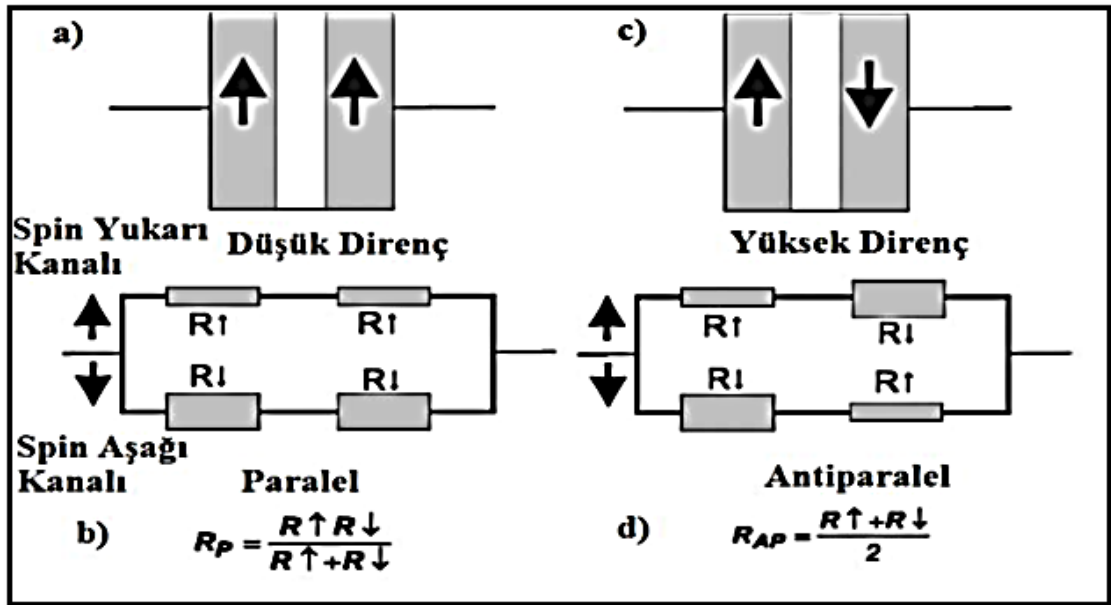 a)
Düşük Direnç
Spin Yukarı
Kanalı
R↑ R↑
R↓ R↓
Spin Aşağı
Kanalı
Paralel
b)
R_P = R↑R↓ / R↑+R↓
c)
Yüksek Direnç
R↑ R↓
R↓ R↑
Antiparalel
d)
R_AP = R↑+R↓ / 2